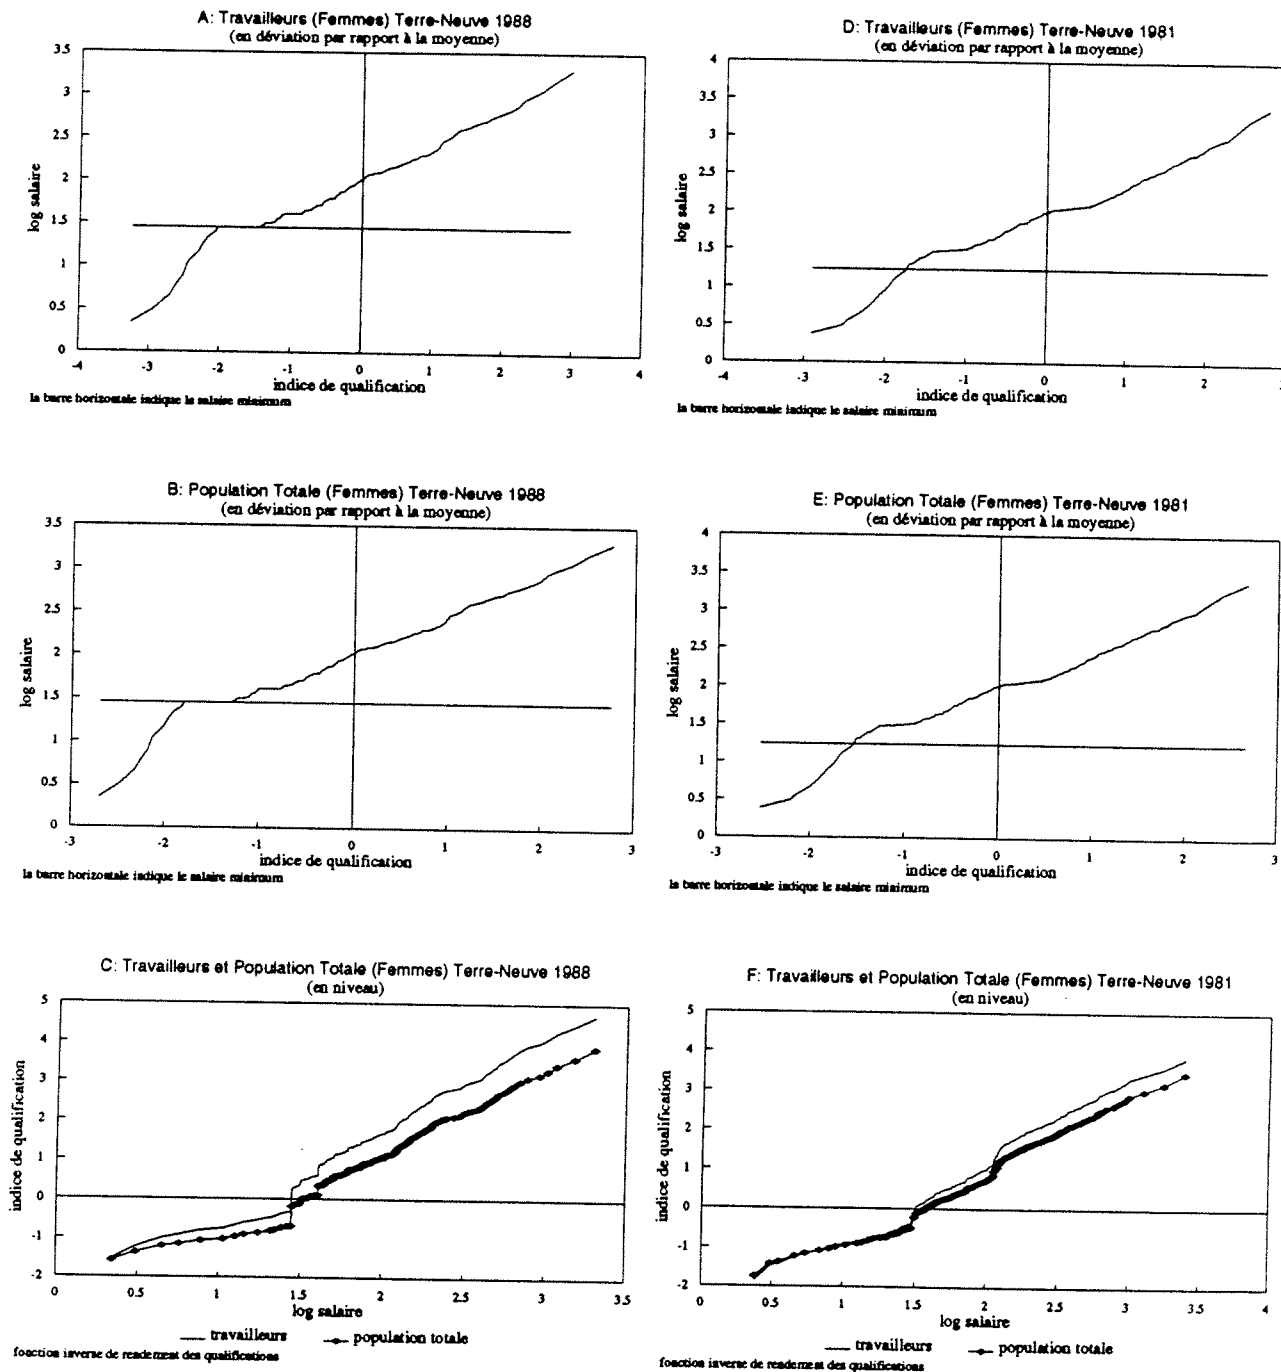 A: Travailleurs (Femmes) Terre-Neuve 1988
(en déviation par rapport à la moyenne)
3.5
3
2.5
2
1.5
1
0.5
0
log salaire
-4
-3
-2
-1
0
1
2
3
4
indice de qualification
la barre horizontale indique le salaire minimum
D: Travailleurs (Femmes) Terre-Neuve 1981
(en déviation par rapport à la moyenne)
4
3.5
3
2.5
2
1.5
1
0.5
0
log salaire
-4
-3
-2
-1
0
1
2
3
indice de qualification
la barre horizontale indique le salaire minimum
B: Population Totale (Femmes) Terre-Neuve 1988
(en déviation par rapport à la moyenne)
3.5
3
2.5
2
1.5
1
0.5
0
log salaire
-3
-2
-1
0
1
2
3
indice de qualification
la barre horizontale indique le salaire minimum
E: Population Totale (Femmes) Terre-Neuve 1981
(en déviation par rapport à la moyenne)
4
3.5
3
2.5
2
1.5
1
0.5
0
log salaire
-3
-2
-1
0
1
2
3
indice de qualification
la barre horizontale indique le salaire minimum
C: Travailleurs et Population Totale (Femmes) Terre-Neuve 1988
(en niveau)
5
4
3
2
1
0
-1
-2
indice de qualification
0
0.5
1
1.5
2
2.5
3
3.5
log salaire
travailleurs
population totale
fonction inverse de rendement des qualifications
F: Travailleurs et Population Totale (Femmes) Terre-Neuve 1981
(en niveau)
5
4
3
2
1
0
-1
-2
indice de qualification
0
0.5
1
1.5
2
2.5
3
3.5
4
log salaire
travailleurs
population totale
fonction inverse de rendement des qualifications